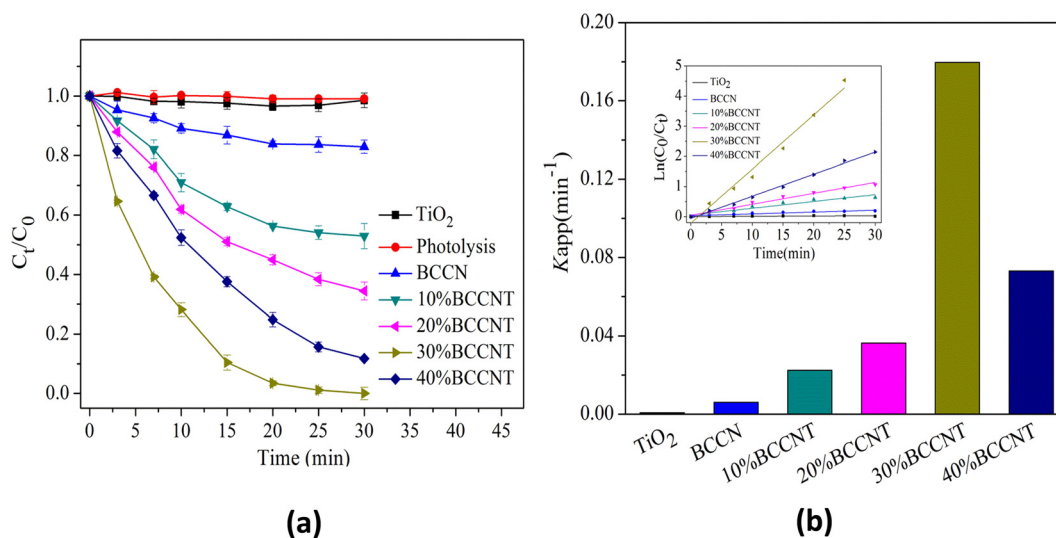 C_t/C_0
1.0
0.8
0.6
0.4
0.2
0.0
TiO2
Photolysis
BCCN
10%BCCNT
20%BCCNT
30%BCCNT
40%BCCNT
0 5 10 15 20 25 30 35 40 45
Time (min)
(a)
Kapp(min⁻¹)
0.20
0.16
0.12
0.08
0.04
0.00
Ln(C0/Ct)
5
4
3
2
1
0
TiO2
BCCN
10%BCCNT
20%BCCNT
30%BCCNT
40%BCCNT
0 5 10 15 20 25 30
Time(min)
TiO2
BCCN
10%BCCNT
20%BCCNT
30%BCCNT
40%BCCNT
(b)